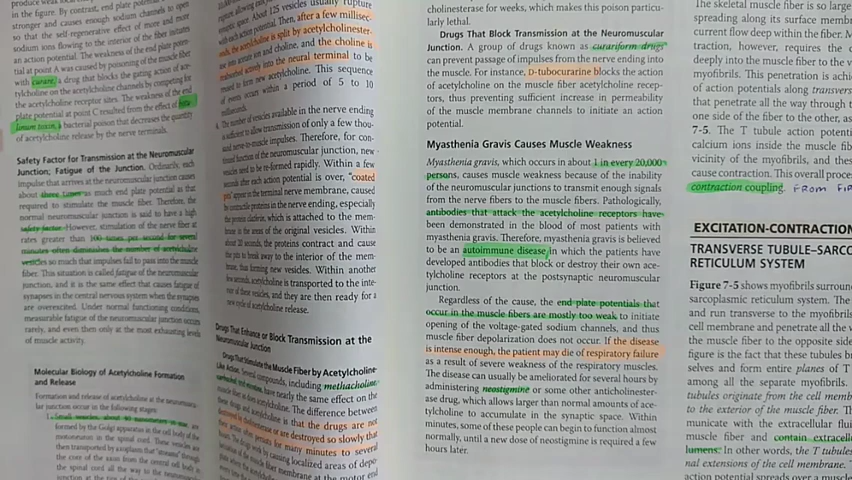 in the figure. By contrast, end plate poten
stronger and causes enough sodium channels to open
so that the self-regenerative effect of more and more
sodium ions flowing to the interior of the fiber initiates
an action potential. The weakness of the end plate poten-
tial at point A was caused by poisoning of the muscle fiber
with curare, a drug that blocks the gating action of ace-
tylcholine on the acetylcholine channels by competing for
the acetylcholine receptor sites. The weakness of the end
plate potential at point C resulted from the effect of botu-
linum toxin, a bacterial poison that decreases the quantity
of acetylcholine release by the nerve terminals.
Safety Factor for Transmission at the Neuromuscular
Junction; Fatigue of the Junction. Ordinarily, each
impulse that arrives at the neuromuscular junction causes
about three times as much end plate potential as that
required to stimulate the muscle fiber. Therefore, the
normal neuromuscular junction is said to have a high
safety factor. However, stimulation of the nerve fiber at
rates greater than 100 times per second for several
minutes often diminishes the number of acetylcholine
vesicles so much that impulses fail to pass into the muscle
fiber. This situation is called fatigue of the neuromuscular
junction, and it is the same effect that causes fatigue of
synapses in the central nervous system when the synapses
are overexcited. Under normal functioning conditions,
measurable fatigue of the neuromuscular junction occurs
rarely, and even then only at the most exhausting levels
of muscle activity.
Molecular Biology of Acetylcholine Formation
and Release
Formation and release of acetylcholine at the neuromuscu-
lar junction occur in the following stages:
1. Small vesicles, about 40 nanometers in size, are
formed by the Golgi apparatus in the cell body of the
motoneuron in the spinal cord. These vesicles are
then transported by axoplasm that "streams" through
the core of the axon from the central cell body in
the spinal cord all the way to the neuromuscular
space. About 125 vesicles usually rupture
with each action potential. Then, after a few millisec-
onds, the acetylcholine is split by acetylcholinester-
ase into acetate ion and choline, and the choline is
reabsorbed actively into the neural terminal to be
reused to form new acetylcholine. This sequence
of events occurs within a period of 5 to 10
milliseconds.
4. The number of vesicles available in the nerve ending
is sufficient to allow transmission of only a few thou-
sand nerve-to-muscle impulses. Therefore, for con-
tinued function of the neuromuscular junction, new
vesicles need to be re-formed rapidly. Within a few
seconds after each action potential is over, "coated
pits" appear in the terminal nerve membrane, caused
by contractile proteins in the nerve ending, especially
the protein clathrin, which is attached to the mem-
brane in the areas of the original vesicles. Within
about 20 seconds, the proteins contract and cause
the pits to break away to the interior of the mem-
brane, thus forming new vesicles. Within another
few seconds, acetylcholine is transported to the inte-
rior of these vesicles, and they are then ready for a
new cycle of acetylcholine release.
Drugs That Enhance or Block Transmission at the
Neuromuscular Junction
Drugs That Stimulate the Muscle Fiber by Acetylcholine-
Like Action. Several compounds, including methacholine,
have nearly the same effect on the
muscle fiber as does acetylcholine. The difference between
these drugs and acetylcholine is that the drugs are not
destroyed by cholinesterase or are destroyed so slowly that
their action often persists for many minutes to several
hours. The drugs work by causing localized areas of depo-
larization of the muscle fiber membrane at the motor end
cholinesterase for weeks, which makes this poison particu-
larly lethal.
Drugs That Block Transmission at the Neuromuscular
Junction. A group of drugs known as curariform drugs
can prevent passage of impulses from the nerve ending into
the muscle. For instance, D-tubocurarine blocks the action
of acetylcholine on the muscle fiber acetylcholine recep-
tors, thus preventing sufficient increase in permeability
of the muscle membrane channels to initiate an action
potential.
Myasthenia Gravis Causes Muscle Weakness
Myasthenia gravis, which occurs in about 1 in every 20,000
persons, causes muscle weakness because of the inability
of the neuromuscular junctions to transmit enough signals
from the nerve fibers to the muscle fibers. Pathologically,
antibodies that attack the acetylcholine receptors have
been demonstrated in the blood of most patients with
myasthenia gravis. Therefore, myasthenia gravis is believed
to be an autoimmune disease in which the patients have
developed antibodies that block or destroy their own ace-
tylcholine receptors at the postsynaptic neuromuscular
junction.
Regardless of the cause, the end plate potentials that
occur in the muscle fibers are mostly too weak to initiate
opening of the voltage-gated sodium channels, and thus
muscle fiber depolarization does not occur. If the disease
is intense enough, the patient may die of respiratory failure
as a result of severe weakness of the respiratory muscles.
The disease can usually be ameliorated for several hours by
administering neostigmine or some other anticholinester-
ase drug, which allows larger than normal amounts of ace-
tylcholine to accumulate in the synaptic space. Within
minutes, some of these people can begin to function almost
normally, until a new dose of neostigmine is required a few
hours later.
The skeletal muscle fiber is so large
spreading along its surface membr
current flow deep within the fiber. M
traction, however, requires the c
deeply into the muscle fiber to the v
myofibrils. This penetration is achie
of action potentials along transvers
that penetrate all the way through t
one side of the fiber to the other, as
7-5. The T tubule action potenti
calcium ions inside the muscle fi
vicinity of the myofibrils, and thes
cause contraction. This overall proce
contraction coupling. FROM FIP
EXCITATION-CONTRACTION
TRANSVERSE TUBULE–SARCO
RETICULUM SYSTEM
Figure 7-5 shows myofibrils surroun
sarcoplasmic reticulum system. The
and run transverse to the myofibrils
cell membrane and penetrate all the v
the muscle fiber to the opposite side
figure is the fact that these tubules br
selves and form entire planes of T
among all the separate myofibrils.
tubules originate from the cell memb
to the exterior of the muscle fiber. Th
municate with the extracellular flui
muscle fiber and contain extracell
lumens. In other words, the T tubules
nal extensions of the cell membrane.
action potential spreads over a muscle